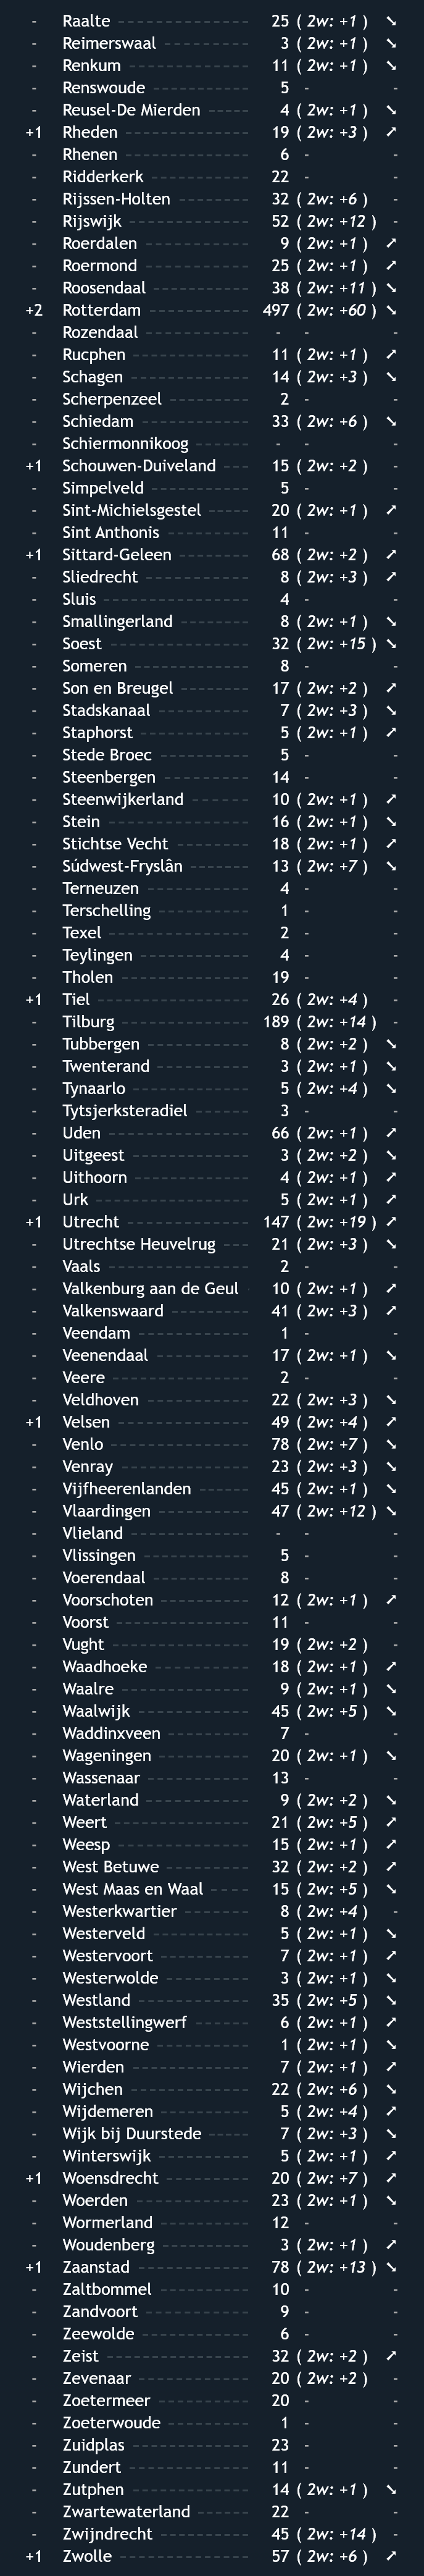 - Raalte 25 ( 2w: +1 ) ↘
- Reimerswaal 3 ( 2w: +1 ) ↘
- Renkum 11 ( 2w: +1 ) ↘
- Renswoude 5 - -
- Reusel-De Mierden 4 ( 2w: +1 ) ↘
+1 Rheden 19 ( 2w: +3 ) ↗
- Rhenen 6 - -
- Ridderkerk 22 - -
- Rijssen-Holten 32 ( 2w: +6 ) -
- Rijswijk 52 ( 2w: +12 ) -
- Roerdalen 9 ( 2w: +1 ) ↗
- Roermond 25 ( 2w: +1 ) ↗
- Roosendaal 38 ( 2w: +11 ) ↘
+2 Rotterdam 497 ( 2w: +60 ) ↘
- Rozendaal - - -
- Rucphen 11 ( 2w: +1 ) ↗
- Schagen 14 ( 2w: +3 ) ↘
- Scherpenzeel 2 - -
- Schiedam 33 ( 2w: +6 ) ↘
- Schiermonnikoog - - -
+1 Schouwen-Duiveland 15 ( 2w: +2 ) -
- Simpelveld 5 - -
- Sint-Michielsgestel 20 ( 2w: +1 ) ↗
- Sint Anthonis 11 - -
+1 Sittard-Geleen 68 ( 2w: +2 ) ↗
- Sliedrecht 8 ( 2w: +3 ) ↗
- Sluis 4 - -
- Smallingerland 8 ( 2w: +1 ) ↘
- Soest 32 ( 2w: +15 ) ↘
- Someren 8 - -
- Son en Breugel 17 ( 2w: +2 ) ↗
- Stadskanaal 7 ( 2w: +3 ) ↘
- Staphorst 5 ( 2w: +1 ) ↗
- Stede Broec 5 - -
- Steenbergen 14 - -
- Steenwijkerland 10 ( 2w: +1 ) ↗
- Stein 16 ( 2w: +1 ) ↘
- Stichtse Vecht 18 ( 2w: +1 ) ↗
- Súdwest-Fryslân 13 ( 2w: +7 ) ↘
- Terneuzen 4 - -
- Terschelling 1 - -
- Texel 2 - -
- Teylingen 4 - -
- Tholen 19 - -
+1 Tiel 26 ( 2w: +4 ) -
- Tilburg 189 ( 2w: +14 ) -
- Tubbergen 8 ( 2w: +2 ) ↘
- Twenterand 3 ( 2w: +1 ) ↘
- Tynaarlo 5 ( 2w: +4 ) ↘
- Tytsjerksteradiel 3 - -
- Uden 66 ( 2w: +1 ) ↗
- Uitgeest 3 ( 2w: +2 ) ↘
- Uithoorn 4 ( 2w: +1 ) ↗
- Urk 5 ( 2w: +1 ) ↗
+1 Utrecht 147 ( 2w: +19 ) ↗
- Utrechtse Heuvelrug 21 ( 2w: +3 ) ↘
- Vaals 2 - -
- Valkenburg aan de Geul 10 ( 2w: +1 ) ↗
- Valkenswaard 41 ( 2w: +3 ) ↗
- Veendam 1 - -
- Veenendaal 17 ( 2w: +1 ) ↘
- Veere 2 - -
- Veldhoven 22 ( 2w: +3 ) ↘
+1 Velsen 49 ( 2w: +4 ) ↗
- Venlo 78 ( 2w: +7 ) ↘
- Venray 23 ( 2w: +3 ) ↘
- Vijfheerenlanden 45 ( 2w: +1 ) ↘
- Vlaardingen 47 ( 2w: +12 ) ↘
- Vlieland - - -
- Vlissingen 5 - -
- Voerendaal 8 - -
- Voorschoten 12 ( 2w: +1 ) ↗
- Voorst 11 - -
- Vught 19 ( 2w: +2 ) -
- Waadhoeke 18 ( 2w: +1 ) ↗
- Waalre 9 ( 2w: +1 ) ↘
- Waalwijk 45 ( 2w: +5 ) ↘
- Waddinxveen 7 - -
- Wageningen 20 ( 2w: +1 ) ↘
- Wassenaar 13 - -
- Waterland 9 ( 2w: +2 ) ↘
- Weert 21 ( 2w: +5 ) ↗
- Weesp 15 ( 2w: +1 ) ↗
- West Betuwe 32 ( 2w: +2 ) ↗
- West Maas en Waal 15 ( 2w: +5 ) ↘
- Westerkwartier 8 ( 2w: +4 ) -
- Westerveld 5 ( 2w: +1 ) ↘
- Westervoort 7 ( 2w: +1 ) ↗
- Westerwolde 3 ( 2w: +1 ) ↘
- Westland 35 ( 2w: +5 ) ↘
- Weststellingwerf 6 ( 2w: +1 ) ↗
- Westvoorne 1 ( 2w: +1 ) ↘
- Wierden 7 ( 2w: +1 ) ↗
- Wijchen 22 ( 2w: +6 ) ↘
- Wijdemeren 5 ( 2w: +4 ) ↗
- Wijk bij Duurstede 7 ( 2w: +3 ) ↘
- Winterswijk 5 ( 2w: +1 ) ↗
+1 Woensdrecht 20 ( 2w: +7 ) ↗
- Woerden 23 ( 2w: +1 ) ↘
- Wormerland 12 - -
- Woudenberg 3 ( 2w: +1 ) ↗
+1 Zaanstad 78 ( 2w: +13 ) ↘
- Zaltbommel 10 - -
- Zandvoort 9 - -
- Zeewolde 6 - -
- Zeist 32 ( 2w: +2 ) ↗
- Zevenaar 20 ( 2w: +2 ) -
- Zoetermeer 20 - -
- Zoeterwoude 1 - -
- Zuidplas 23 - -
- Zundert 11 - -
- Zutphen 14 ( 2w: +1 ) ↘
- Zwartewaterland 22 - -
- Zwijndrecht 45 ( 2w: +14 ) -
+1 Zwolle 57 ( 2w: +6 ) ↗